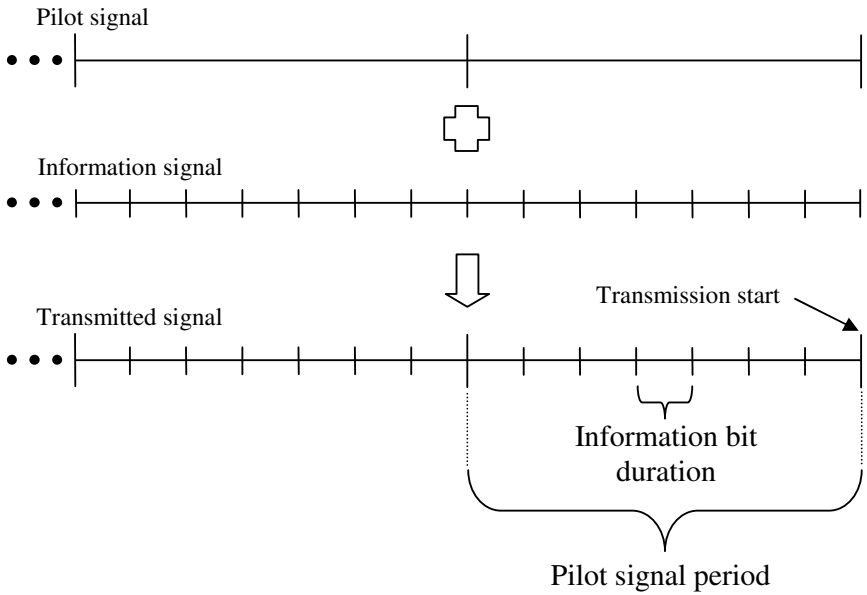 Pilot signal
Information signal
Transmission start
Transmitted signal
Information bit
duration
Pilot signal period